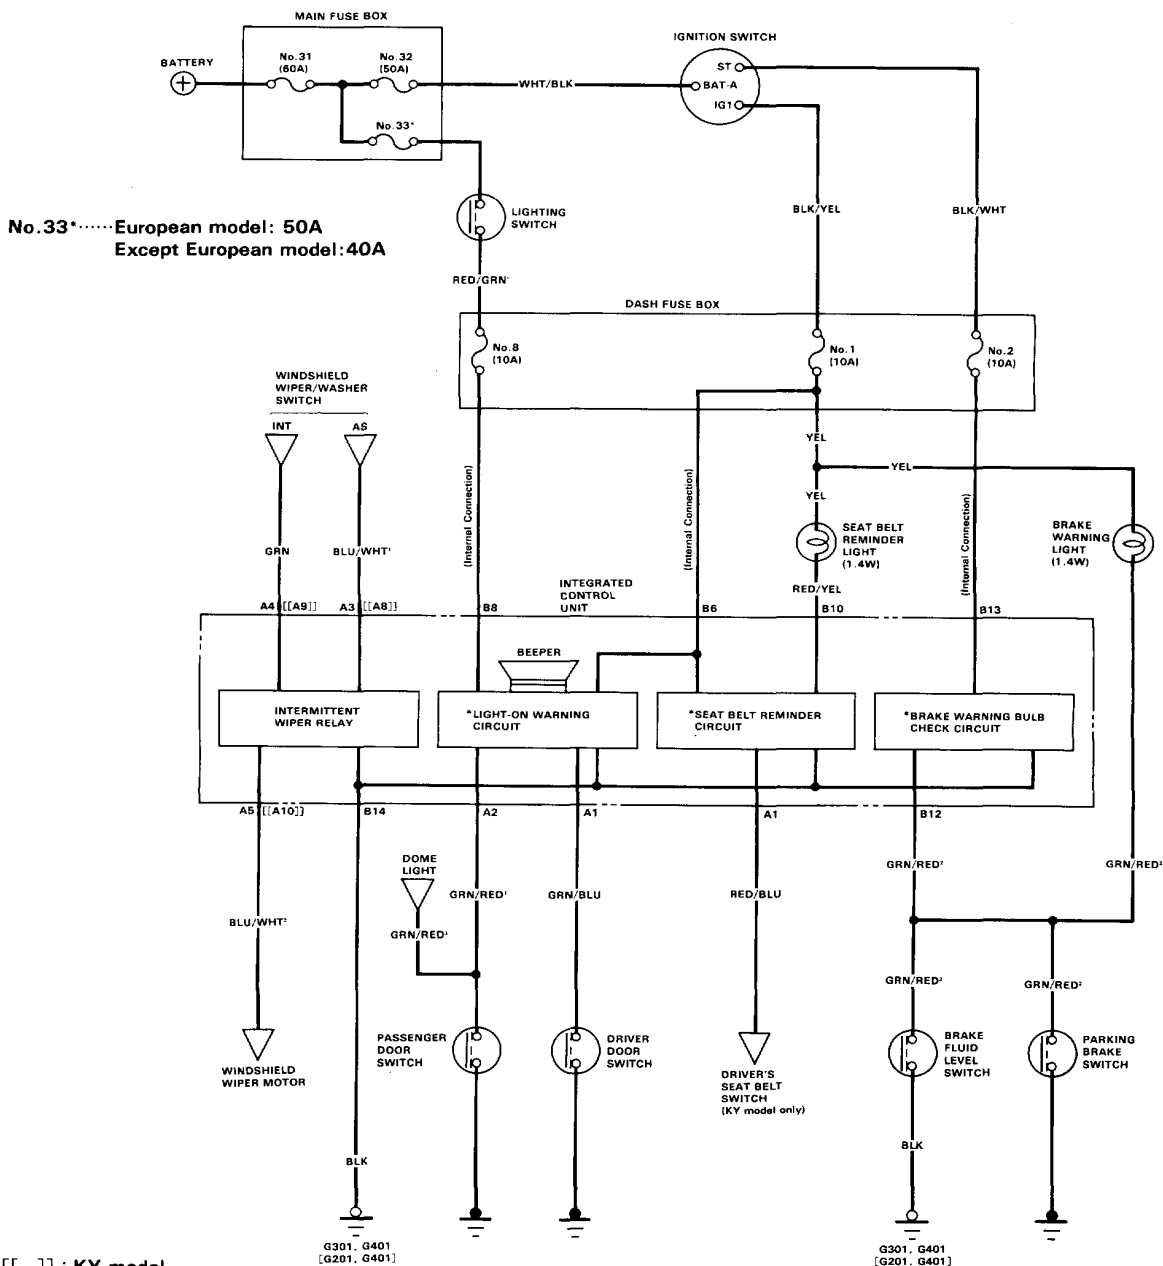 MAIN FUSE BOX
BATTERY
No.31
(60A)
No.32
(50A)
No.33*
WHT/BLK
IGNITION SWITCH
ST
BAT-A
IG1
No.33*······European model: 50A
Except European model:40A
LIGHTING
SWITCH
BLK/YEL
BLK/WHT
RED/GRN¹
DASH FUSE BOX
No.8
(10A)
No.1
(10A)
No.2
(10A)
WINDSHIELD
WIPER/WASHER
SWITCH
INT
AS
YEL
YEL
YEL
(Internal Connection)
(Internal Connection)
(Internal Connection)
GRN
BLU/WHT¹
SEAT BELT
REMINDER
LIGHT
(1.4W)
BRAKE
WARNING
LIGHT
(1.4W)
RED/YEL
INTEGRATED
CONTROL
UNIT
A4 [[A9]]
A3 [[A8]]
B8
B6
B10
B13
BEEPER
INTERMITTENT
WIPER RELAY
*LIGHT-ON WARNING
CIRCUIT
*SEAT BELT REMINDER
CIRCUIT
*BRAKE WARNING BULB
CHECK CIRCUIT
A5 [[A10]]
B14
A2
A1
A1
B12
DOME
LIGHT
GRN/RED¹
GRN/BLU
RED/BLU
GRN/RED²
GRN/RED²
BLU/WHT²
GRN/RED¹
GRN/RED²
GRN/RED²
WINDSHIELD
WIPER MOTOR
PASSENGER
DOOR
SWITCH
DRIVER
DOOR
SWITCH
DRIVER'S
SEAT BELT
SWITCH
(KY model only)
BRAKE
FLUID
LEVEL
SWITCH
PARKING
BRAKE
SWITCH
BLK
BLK
G301, G401
[G201, G401]
G301, G401
[G201, G401]
[[ ]] : KY model